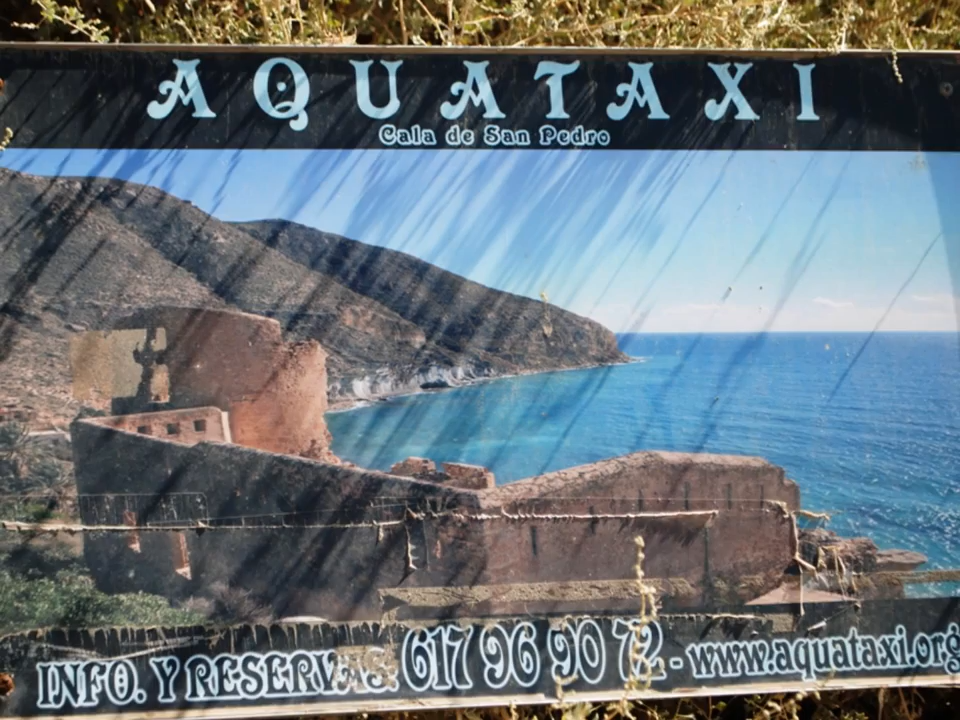 AQUATAXI
Cala de San Pedro
INFO. Y RESERVAS: 617 96 90 72 - www.aquataxi.org